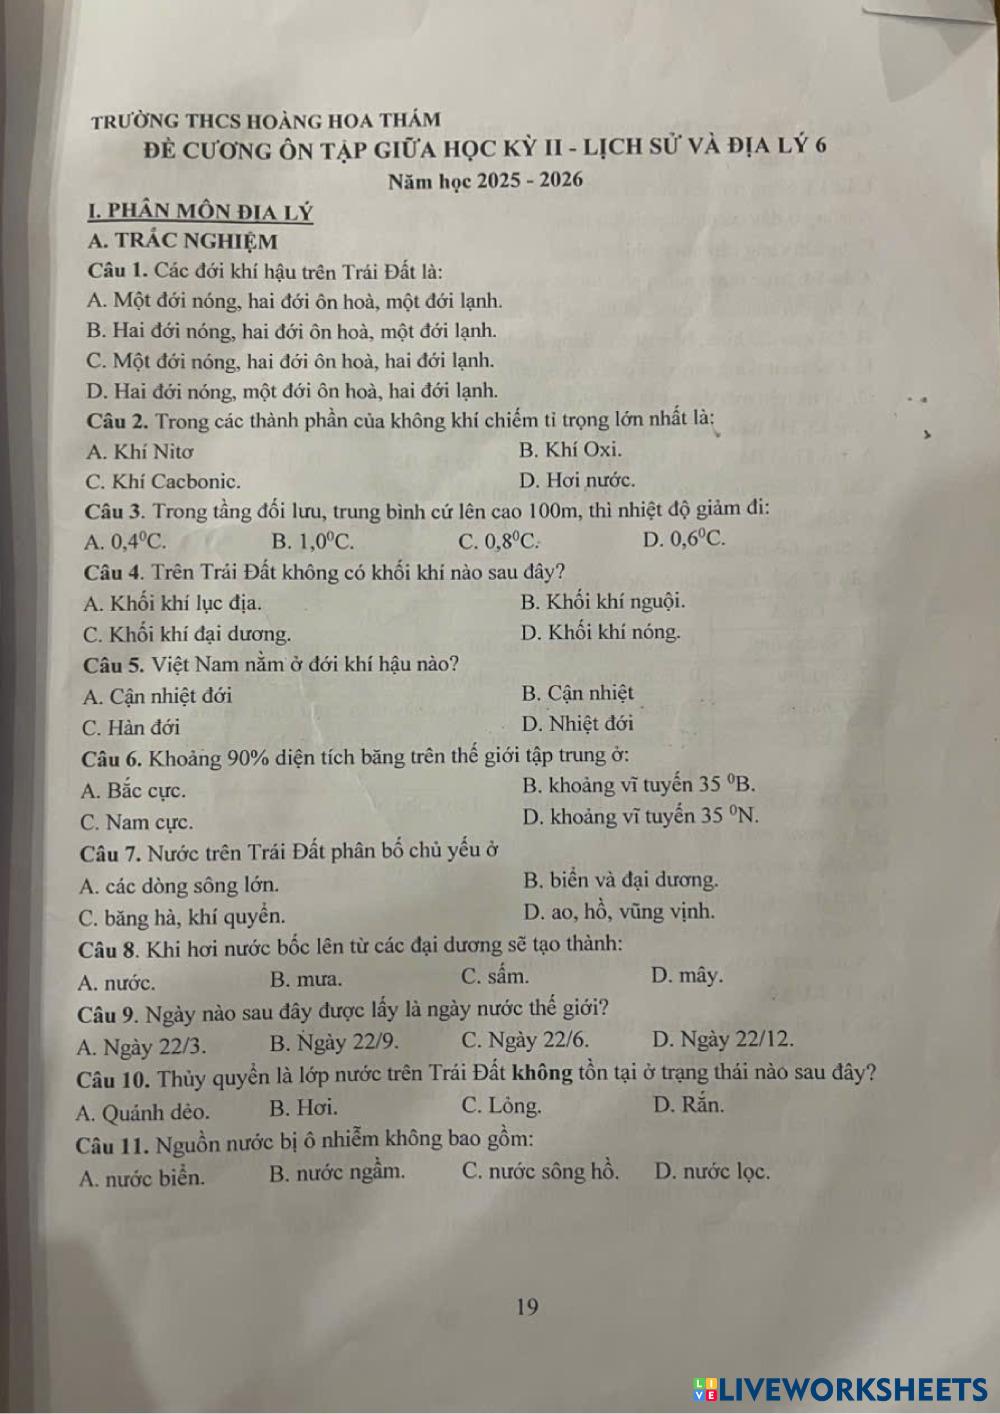 TRƯỜNG THCS HOÀNG HOA THÁM
ĐỀ CƯƠNG ÔN TẬP GIỮA HỌC KỲ II - LỊCH SỬ VÀ ĐỊA LÝ 6
Năm học 2025 - 2026
I. PHÂN MÔN ĐIA LÝ
A. TRẮC NGHIỆM
Câu 1. Các đới khí hậu trên Trái Đất là:
A. Một đới nóng, hai đới ôn hoà, một đới lạnh.
B. Hai đới nóng, hai đới ôn hoà, một đới lạnh.
C. Một đới nóng, hai đới ôn hoà, hai đới lạnh.
D. Hai đới nóng, một đới ôn hoà, hai đới lạnh.
Câu 2. Trong các thành phần của không khí chiếm tỉ trọng lớn nhất là:
A. Khí Nitơ B. Khí Oxi.
C. Khí Cacbonic. D. Hơi nước.
Câu 3. Trong tầng đối lưu, trung bình cứ lên cao 100m, thì nhiệt độ giảm đi:
A. 0,4⁰C. B. 1,0⁰C. C. 0,8⁰C. D. 0,6⁰C.
Câu 4. Trên Trái Đất không có khối khí nào sau đây?
A. Khối khí lục địa. B. Khối khí nguội.
C. Khối khí đại dương. D. Khối khí nóng.
Câu 5. Việt Nam nằm ở đới khí hậu nào?
A. Cận nhiệt đới B. Cận nhiệt
C. Hàn đới D. Nhiệt đới
Câu 6. Khoảng 90% diện tích băng trên thế giới tập trung ở:
A. Bắc cực. B. khoảng vĩ tuyến 35 ⁰B.
C. Nam cực. D. khoảng vĩ tuyến 35 ⁰N.
Câu 7. Nước trên Trái Đất phân bố chủ yếu ở
A. các dòng sông lớn. B. biển và đại dương.
C. băng hà, khí quyển. D. ao, hồ, vũng vịnh.
Câu 8. Khi hơi nước bốc lên từ các đại dương sẽ tạo thành:
A. nước. B. mưa. C. sấm. D. mây.
Câu 9. Ngày nào sau đây được lấy là ngày nước thế giới?
A. Ngày 22/3. B. Ngày 22/9. C. Ngày 22/6. D. Ngày 22/12.
Câu 10. Thủy quyển là lớp nước trên Trái Đất không tồn tại ở trạng thái nào sau đây?
A. Quánh dẻo. B. Hơi. C. Lỏng. D. Rắn.
Câu 11. Nguồn nước bị ô nhiễm không bao gồm:
A. nước biển. B. nước ngầm. C. nước sông hồ. D. nước lọc.
19
LIVE LIVEWORKSHEETS